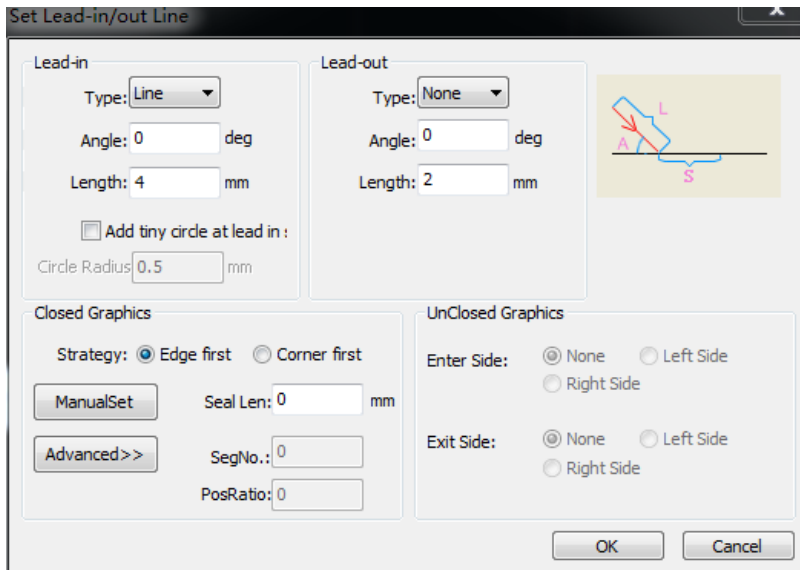 Set Lead-in/out Line
Lead-in
Type: Line
Angle: 0 deg
Length: 4 mm
Add tiny circle at lead in
Circle Radius 0.5 mm
Lead-out
Type: None
Angle: 0 deg
Length: 2 mm
L
A
S
Closed Graphics
Strategy: Edge first Corner first
ManualSet
Seal Len: 0 mm
Advanced>>
SegNo.: 0
PosRatio: 0
UnClosed Graphics
Enter Side: None Left Side
Right Side
Exit Side: None Left Side
Right Side
OK Cancel